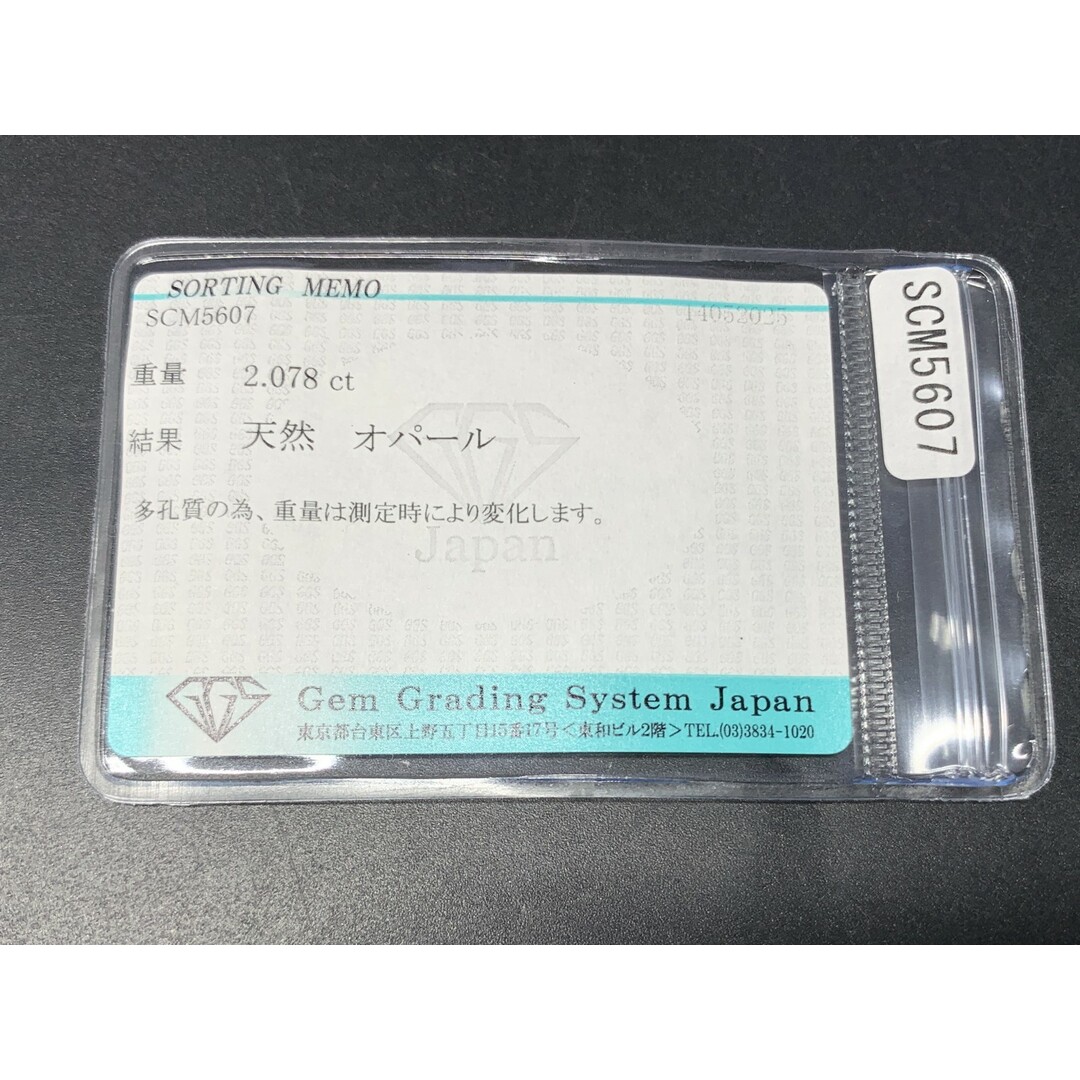 SORTING MEMO
SCM5607 14052025
重量 2.078 ct
結果 天然 オパール
多孔質の為、重量は測定時により変化します。
GGS
Japan
GGS Gem Grading System Japan
東京都台東区上野五丁目15番17号<東和ビル2階>TEL.(03)3834-1020
SCM5607